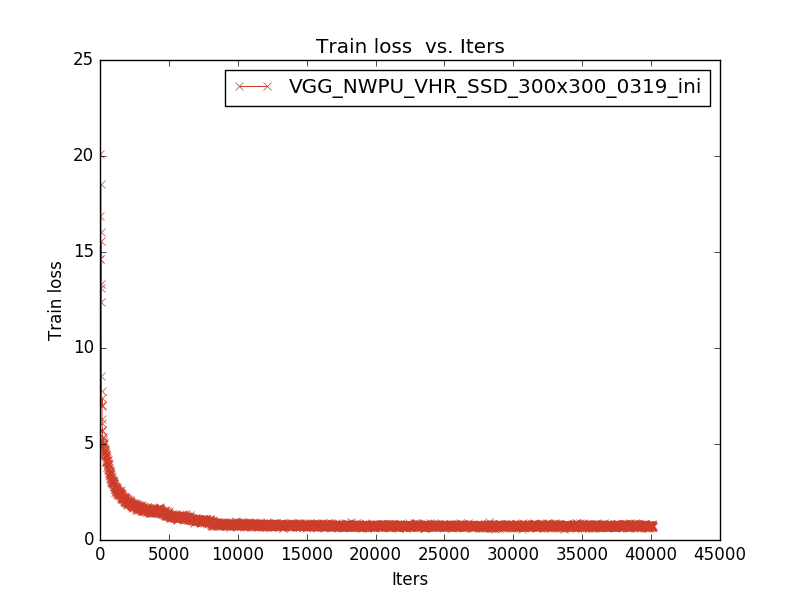 Train loss  vs. Iters
VGG_NWPU_VHR_SSD_300x300_0319_ini
25
20
15
10
5
0
Train loss
0 5000 10000 15000 20000 25000 30000 35000 40000 45000
Iters